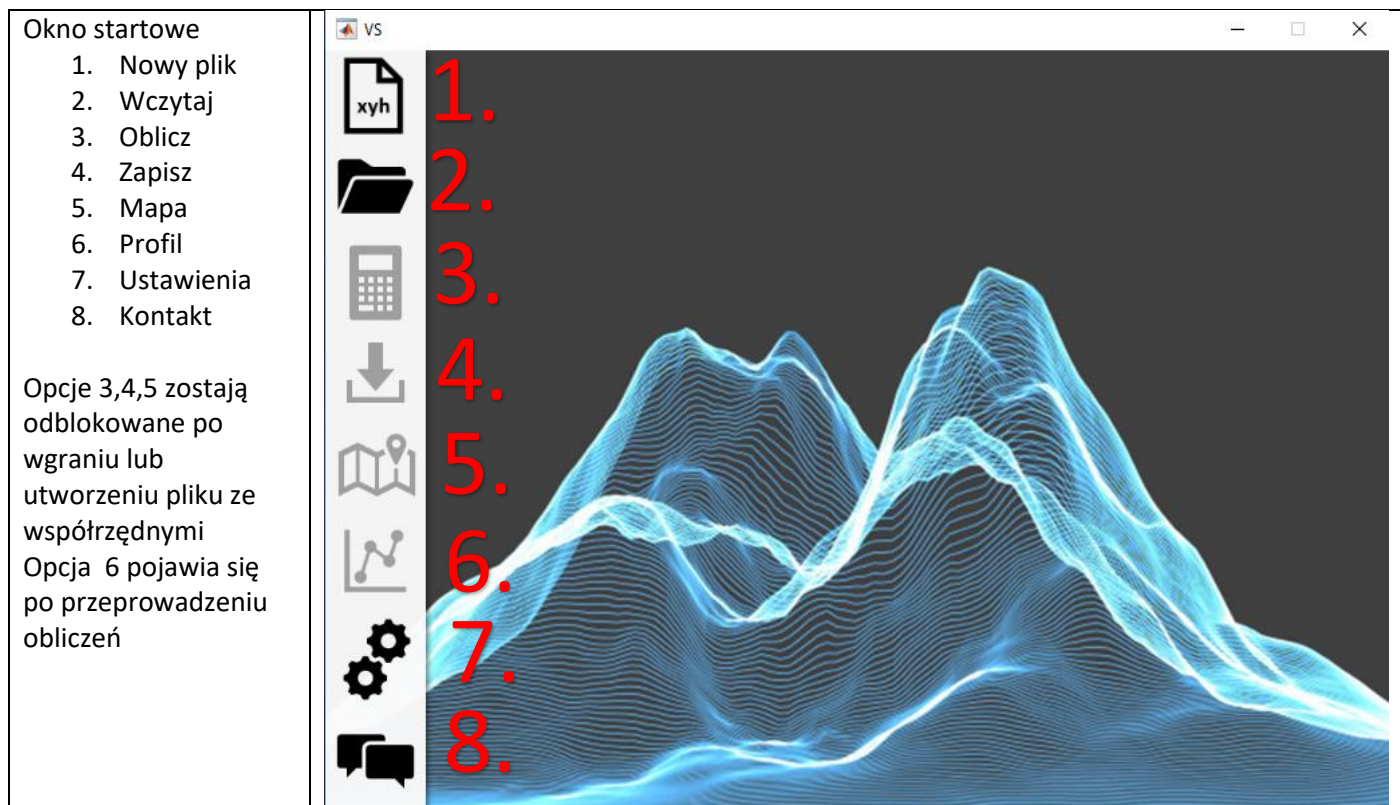 Okno startowe
1. Nowy plik
2. Wczytaj
3. Oblicz
4. Zapisz
5. Mapa
6. Profil
7. Ustawienia
8. Kontakt
Opcje 3,4,5 zostają
odblokowane po
wgraniu lub
utworzeniu pliku ze
współrzędnymi
Opcja 6 pojawia się
po przeprowadzeniu
obliczeń
VS
xyh
1.
2.
3.
4.
5.
6.
7.
8.